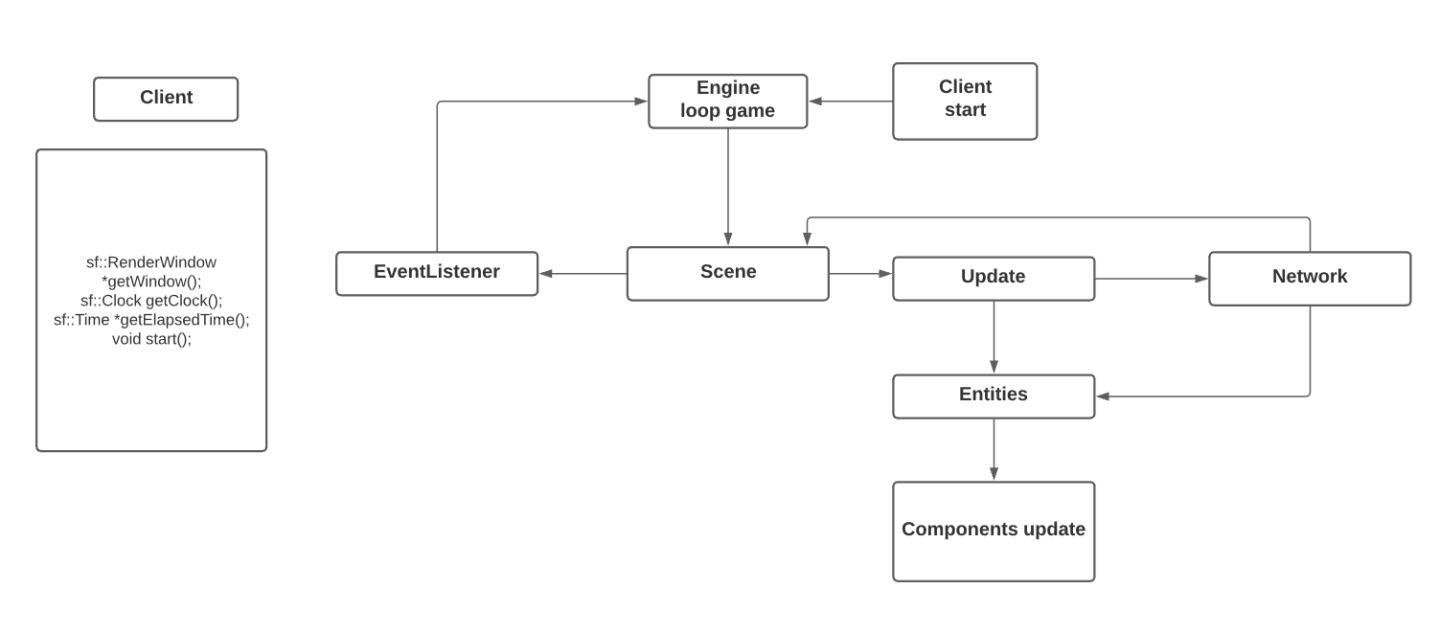 Client
sf::RenderWindow
*getWindow();
sf::Clock getClock();
sf::Time *getElapsedTime();
void start();
Engine
loop game
Client
start
EventListener
Scene
Update
Network
Entities
Components update